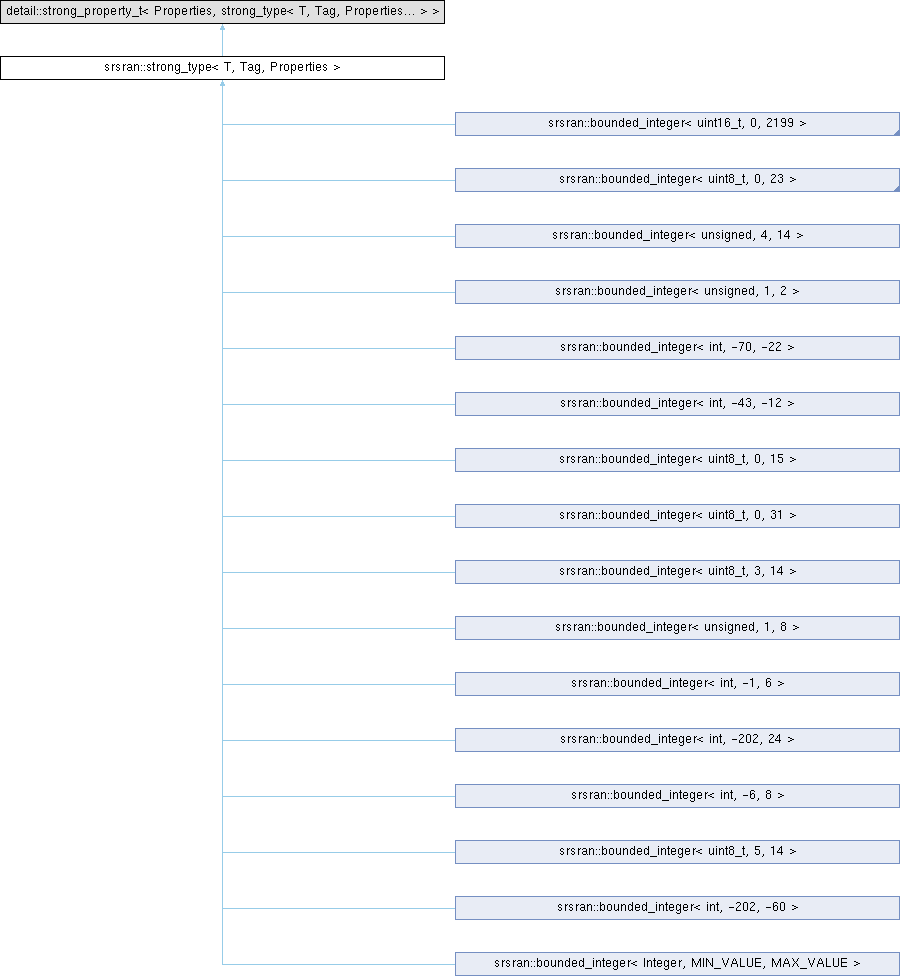 detail::strong_property_t< Properties, strong_type< T, Tag, Properties... > >
srsran::strong_type< T, Tag, Properties >
srsran::bounded_integer< uint16_t, 0, 2199 >
srsran::bounded_integer< uint8_t, 0, 23 >
srsran::bounded_integer< unsigned, 4, 14 >
srsran::bounded_integer< unsigned, 1, 2 >
srsran::bounded_integer< int, -70, -22 >
srsran::bounded_integer< int, -43, -12 >
srsran::bounded_integer< uint8_t, 0, 15 >
srsran::bounded_integer< uint8_t, 0, 31 >
srsran::bounded_integer< uint8_t, 3, 14 >
srsran::bounded_integer< unsigned, 1, 8 >
srsran::bounded_integer< int, -1, 6 >
srsran::bounded_integer< int, -202, 24 >
srsran::bounded_integer< int, -6, 8 >
srsran::bounded_integer< uint8_t, 5, 14 >
srsran::bounded_integer< int, -202, -60 >
srsran::bounded_integer< Integer, MIN_VALUE, MAX_VALUE >